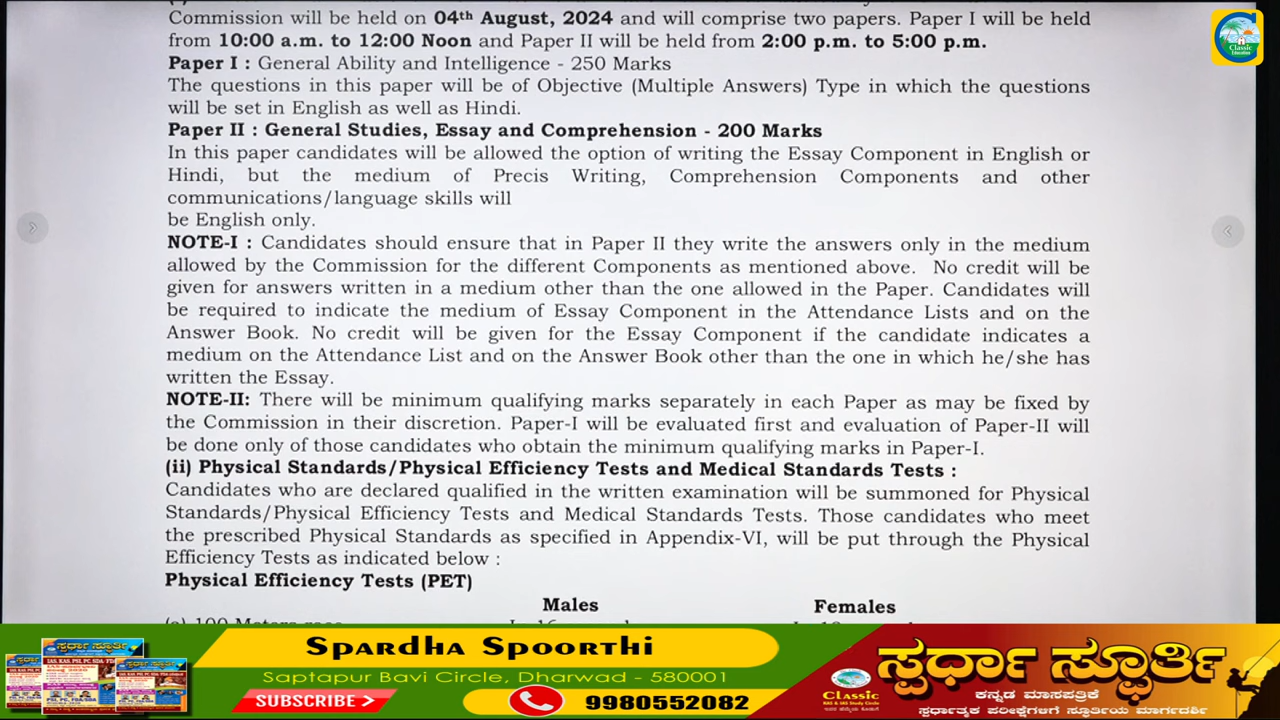 Commission will be held on 04th August, 2024 and will comprise two papers. Paper I will be held
from 10:00 a.m. to 12:00 Noon and Paper II will be held from 2:00 p.m. to 5:00 p.m.
Paper I : General Ability and Intelligence - 250 Marks
The questions in this paper will be of Objective (Multiple Answers) Type in which the questions
will be set in English as well as Hindi.
Paper II : General Studies, Essay and Comprehension - 200 Marks
In this paper candidates will be allowed the option of writing the Essay Component in English or
Hindi, but the medium of Precis Writing, Comprehension Components and other
communications/language skills will
be English only.
NOTE-I : Candidates should ensure that in Paper II they write the answers only in the medium
allowed by the Commission for the different Components as mentioned above. No credit will be
given for answers written in a medium other than the one allowed in the Paper. Candidates will
be required to indicate the medium of Essay Component in the Attendance Lists and on the
Answer Book. No credit will be given for the Essay Component if the candidate indicates a
medium on the Attendance List and on the Answer Book other than the one in which he/she has
written the Essay.
NOTE-II: There will be minimum qualifying marks separately in each Paper as may be fixed by
the Commission in their discretion. Paper-I will be evaluated first and evaluation of Paper-II will
be done only of those candidates who obtain the minimum qualifying marks in Paper-I.
(ii) Physical Standards/Physical Efficiency Tests and Medical Standards Tests :
Candidates who are declared qualified in the written examination will be summoned for Physical
Standards/Physical Efficiency Tests and Medical Standards Tests. Those candidates who meet
the prescribed Physical Standards as specified in Appendix-VI, will be put through the Physical
Efficiency Tests as indicated below :
Physical Efficiency Tests (PET)
Males Females
Classic
Education
Spardha Spoorthi
Saptapur Bavi Circle, Dharwad - 580001
SUBSCRIBE
9980552082
ಸ್ಪರ್ಧಾ ಸ್ಫೂರ್ತಿ
ಕನ್ನಡ ಮಾಸಪತ್ರಿಕೆ
ಸ್ಪರ್ಧಾತ್ಮಕ ಪರೀಕ್ಷೆಗಳಿಗೆ ಸ್ಫೂರ್ತಿಯ ಮಾರ್ಗದರ್ಶಿ
Classic
KAS & IAS Study Circle